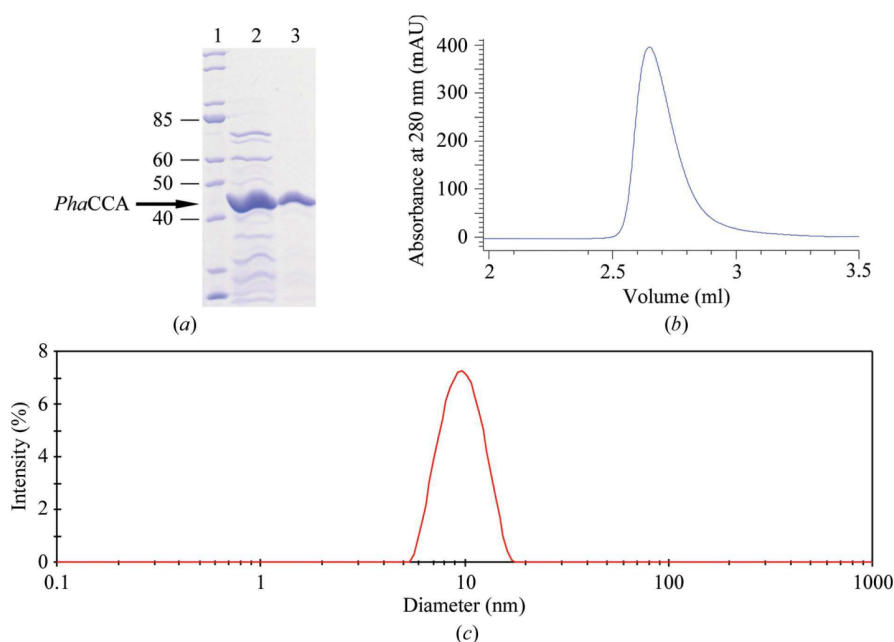 1 2 3
85
60
50
PhaCCA
40
(a)
Absorbance at 280 nm (mAU)
400
300
200
100
0
2 2.5 3 3.5
Volume (ml)
(b)
Intensity (%)
8
6
4
2
0
0.1 1 10 100 1000
Diameter (nm)
(c)